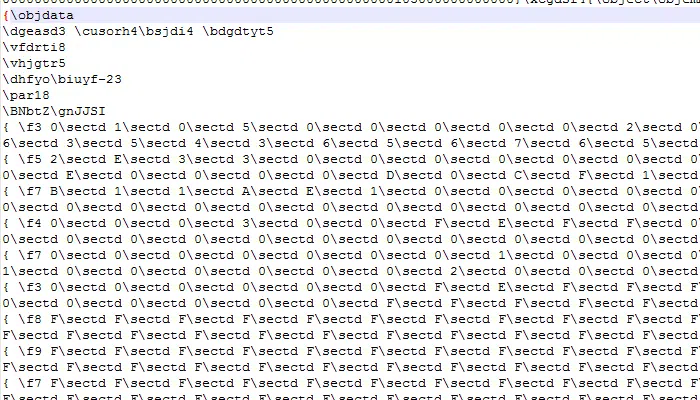 {\objdata
\dgeasd3 \cusorh4\bsjdi4 \bdgdtyt5
\vfdrti8
\vhjgtr5
\dhfyo\biuyf-23
\par18
\BNbtZ\gnJJSI
{ \f3 0\sectd 1\sectd 0\sectd 5\sectd 0\sectd 0\sectd 0\sectd 0\sectd 0\sectd 2\sectd 0
6\sectd 3\sectd 5\sectd 4\sectd 3\sectd 6\sectd 5\sectd 6\sectd 7\sectd 6\sectd 5\sectd
{ \f5 2\sectd E\sectd 3\sectd 3\sectd 0\sectd 0\sectd 0\sectd 0\sectd 0\sectd 0\sectd 0
0\sectd E\sectd 0\sectd 0\sectd 0\sectd 0\sectd D\sectd 0\sectd C\sectd F\sectd 1\sectd
{ \f7 B\sectd 1\sectd 1\sectd A\sectd E\sectd 1\sectd 0\sectd 0\sectd 0\sectd 0\sectd 0
0\sectd 0\sectd 0\sectd 0\sectd 0\sectd 0\sectd 0\sectd 0\sectd 0\sectd 0\sectd 0\sectd
{ \f4 0\sectd 0\sectd 0\sectd 3\sectd 0\sectd 0\sectd F\sectd E\sectd F\sectd F\sectd 0
0\sectd 0\sectd 0\sectd 0\sectd 0\sectd 0\sectd 0\sectd 0\sectd 0\sectd 0\sectd 0\sectd
{ \f7 0\sectd 0\sectd 0\sectd 0\sectd 0\sectd 0\sectd 0\sectd 1\sectd 0\sectd 0\sectd 0
1\sectd 0\sectd 0\sectd 0\sectd 0\sectd 0\sectd 0\sectd 2\sectd 0\sectd 0\sectd 0\sectd
{ \f3 0\sectd 0\sectd 0\sectd 0\sectd 0\sectd 0\sectd F\sectd E\sectd F\sectd F\sectd F
0\sectd 0\sectd 0\sectd 0\sectd 0\sectd 0\sectd F\sectd F\sectd F\sectd F\sectd F\sectd
{ \f8 F\sectd F\sectd F\sectd F\sectd F\sectd F\sectd F\sectd F\sectd F\sectd F\sectd F
F\sectd F\sectd F\sectd F\sectd F\sectd F\sectd F\sectd F\sectd F\sectd F\sectd F\sectd
{ \f9 F\sectd F\sectd F\sectd F\sectd F\sectd F\sectd F\sectd F\sectd F\sectd F\sectd F
F\sectd F\sectd F\sectd F\sectd F\sectd F\sectd F\sectd F\sectd F\sectd F\sectd F\sectd
{ \f7 F\sectd F\sectd F\sectd F\sectd F\sectd F\sectd F\sectd F\sectd F\sectd F\sectd F